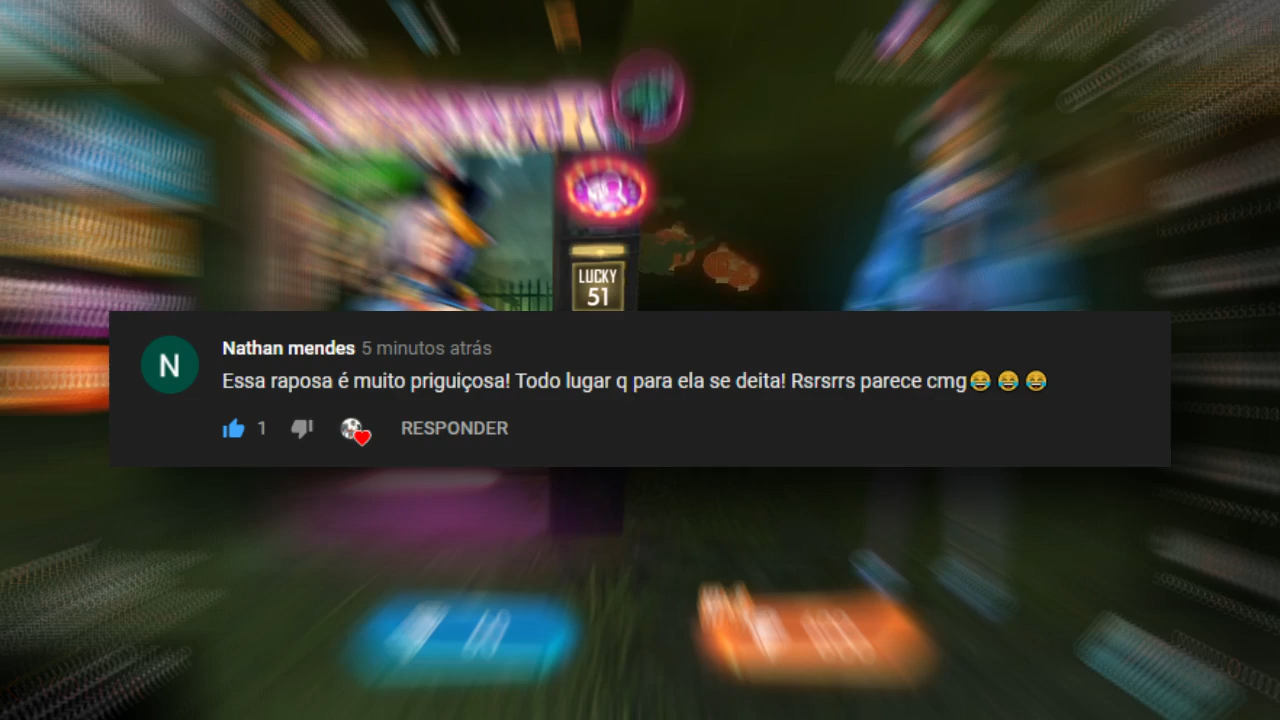 LUCKY
51
N
Nathan mendes 5 minutos atrás
Essa raposa é muito priguiçosa! Todo lugar q para ela se deita! Rsrsrrs parece cmg😂 😂 😂
1
RESPONDER